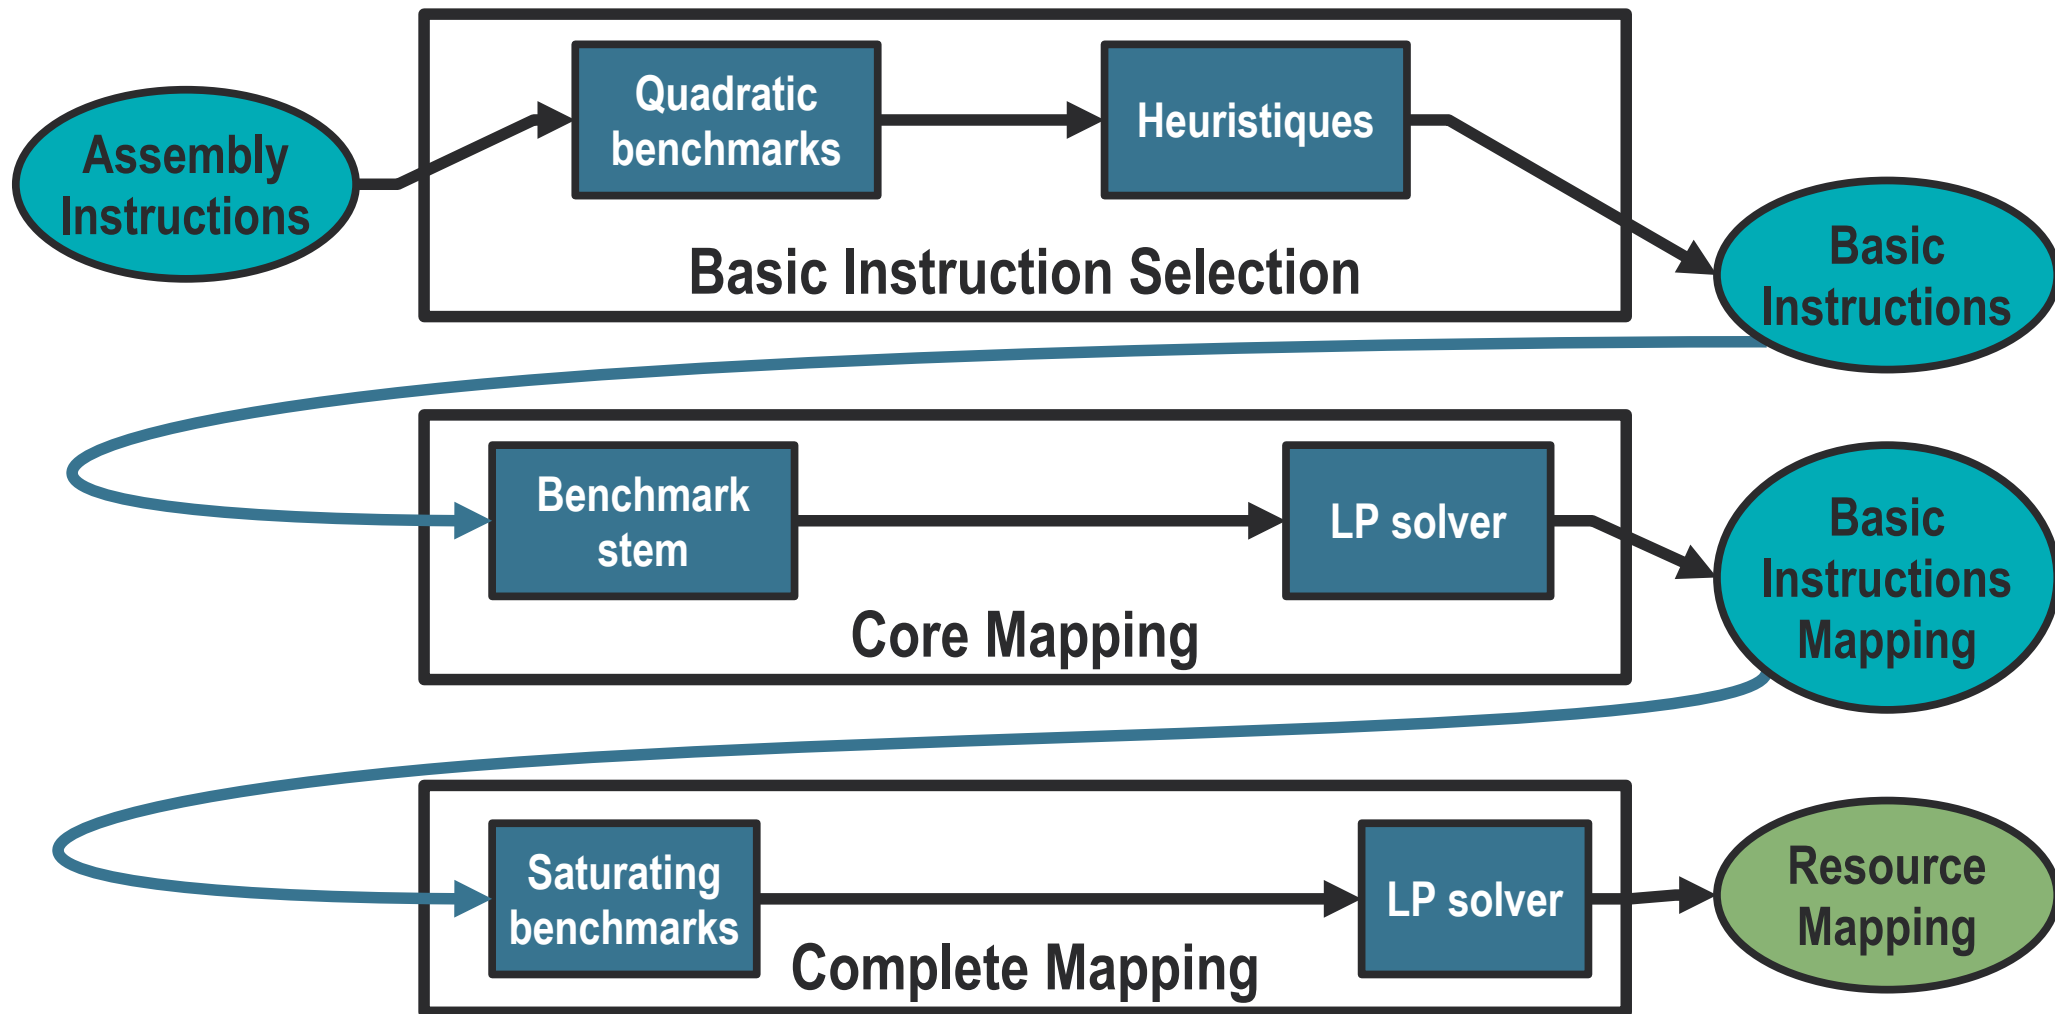 Assembly
Instructions
Quadratic
benchmarks
Heuristiques
Basic Instruction Selection
Basic
Instructions
Benchmark
stem
LP solver
Core Mapping
Basic
Instructions
Mapping
Saturating
benchmarks
LP solver
Complete Mapping
Resource
Mapping